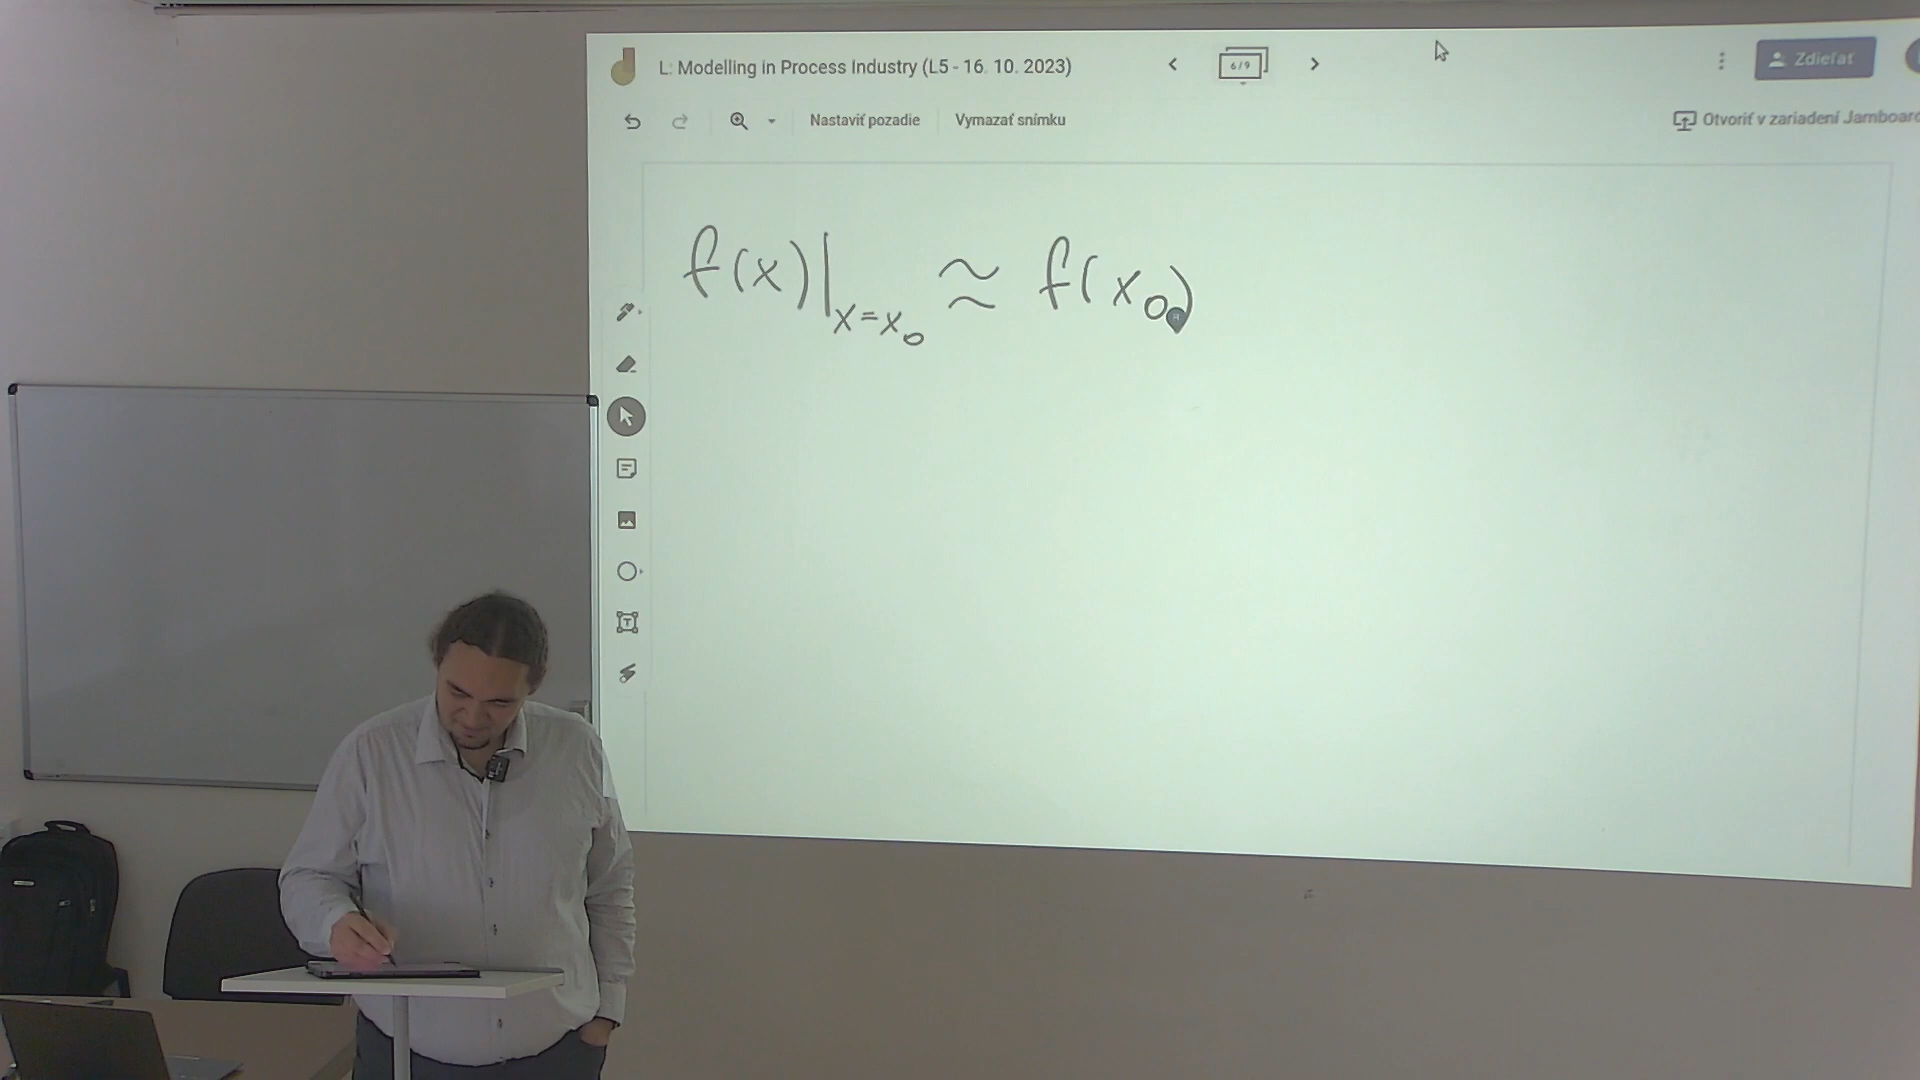 L: Modelling in Process Industry (L5 - 16. 10. 2023)
6/9
Zdieľať
Nastaviť pozadie
Vymazať snímku
Otvoriť v zariadení Jamboard
f(x)|x=x₀ ≈ f(x₀)